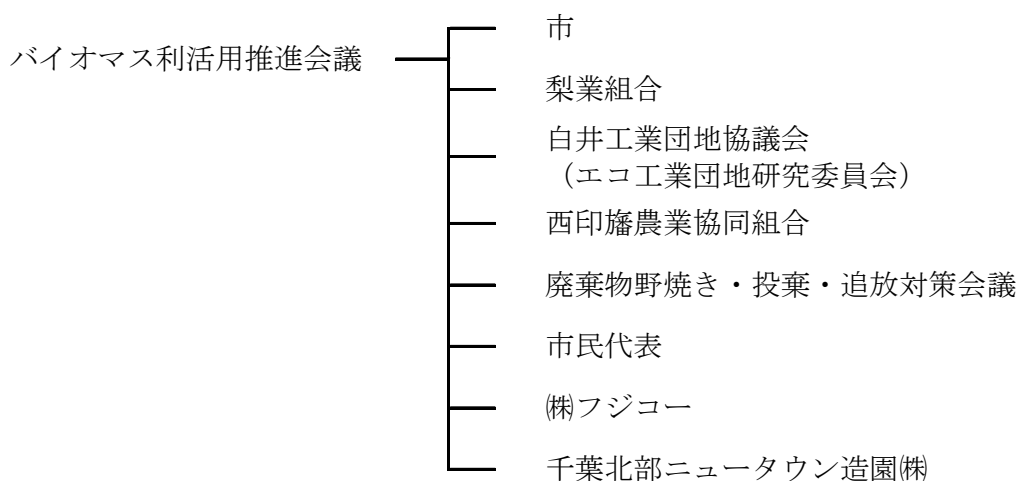 バイオマス利活用推進会議
市
梨業組合
白井工業団地協議会
（エコ工業団地研究委員会）
西印旛農業協同組合
廃棄物野焼き・投棄・追放対策会議
市民代表
㈱フジコー
千葉北部ニュータウン造園㈱